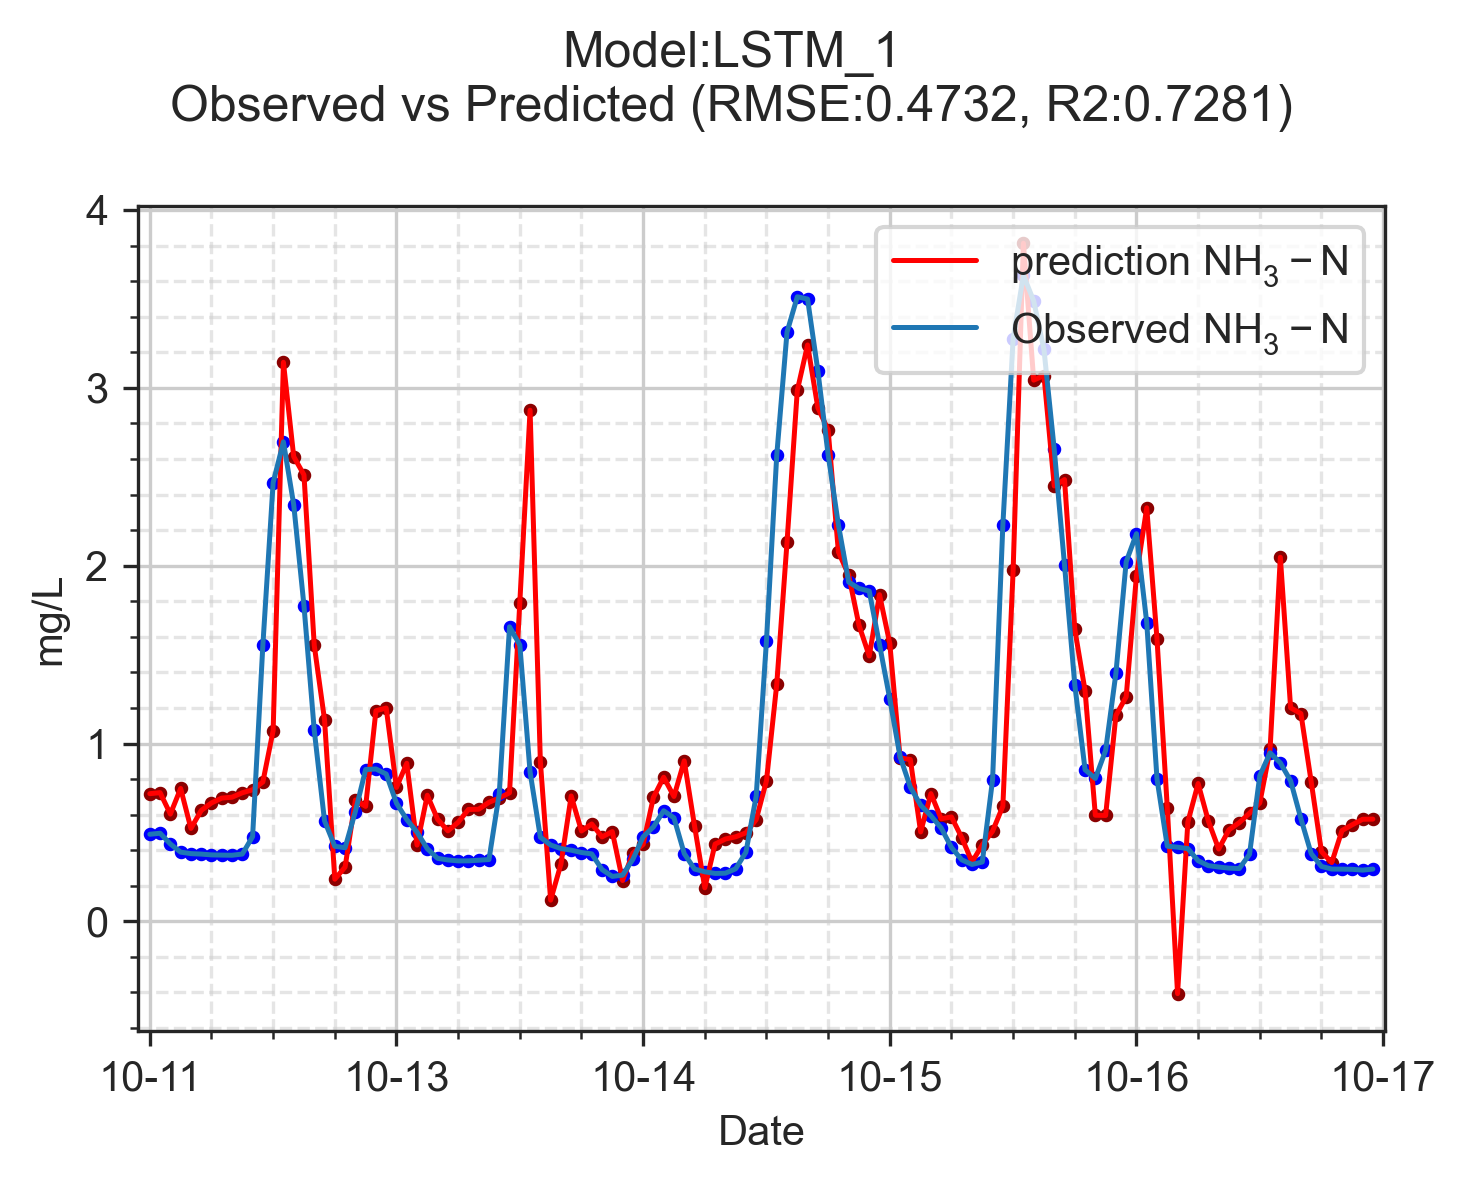 Model:LSTM_1
Observed vs Predicted (RMSE:0.4732, R2:0.7281)
prediction NH₃ − N
Observed NH₃ − N
4
3
2
1
0
mg/L
10-11 10-13 10-14 10-15 10-16 10-17
Date